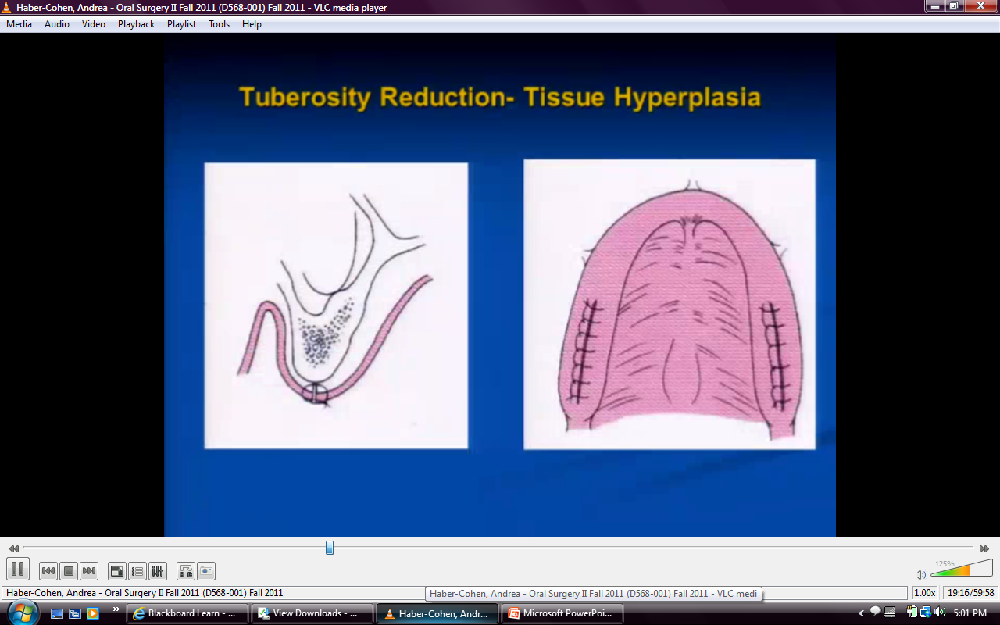 Haber-Cohen, Andrea - Oral Surgery II Fall 2011 (D568-001) Fall 2011 - VLC media player
Media Audio Video Playback Playlist Tools Help
Tuberosity Reduction- Tissue Hyperplasia
125%
Haber-Cohen, Andrea - Oral Surgery II Fall 2011 (D568-001) Fall 2011
1.00x
19:16/59:58
Haber-Cohen, Andrea - Oral Surgery II Fall 2011 (D568-001) Fall 2011 - VLC medi
Blackboard Learn - ...
View Downloads - ...
Haber-Cohen, Andr...
Microsoft PowerPoi...
5:01 PM